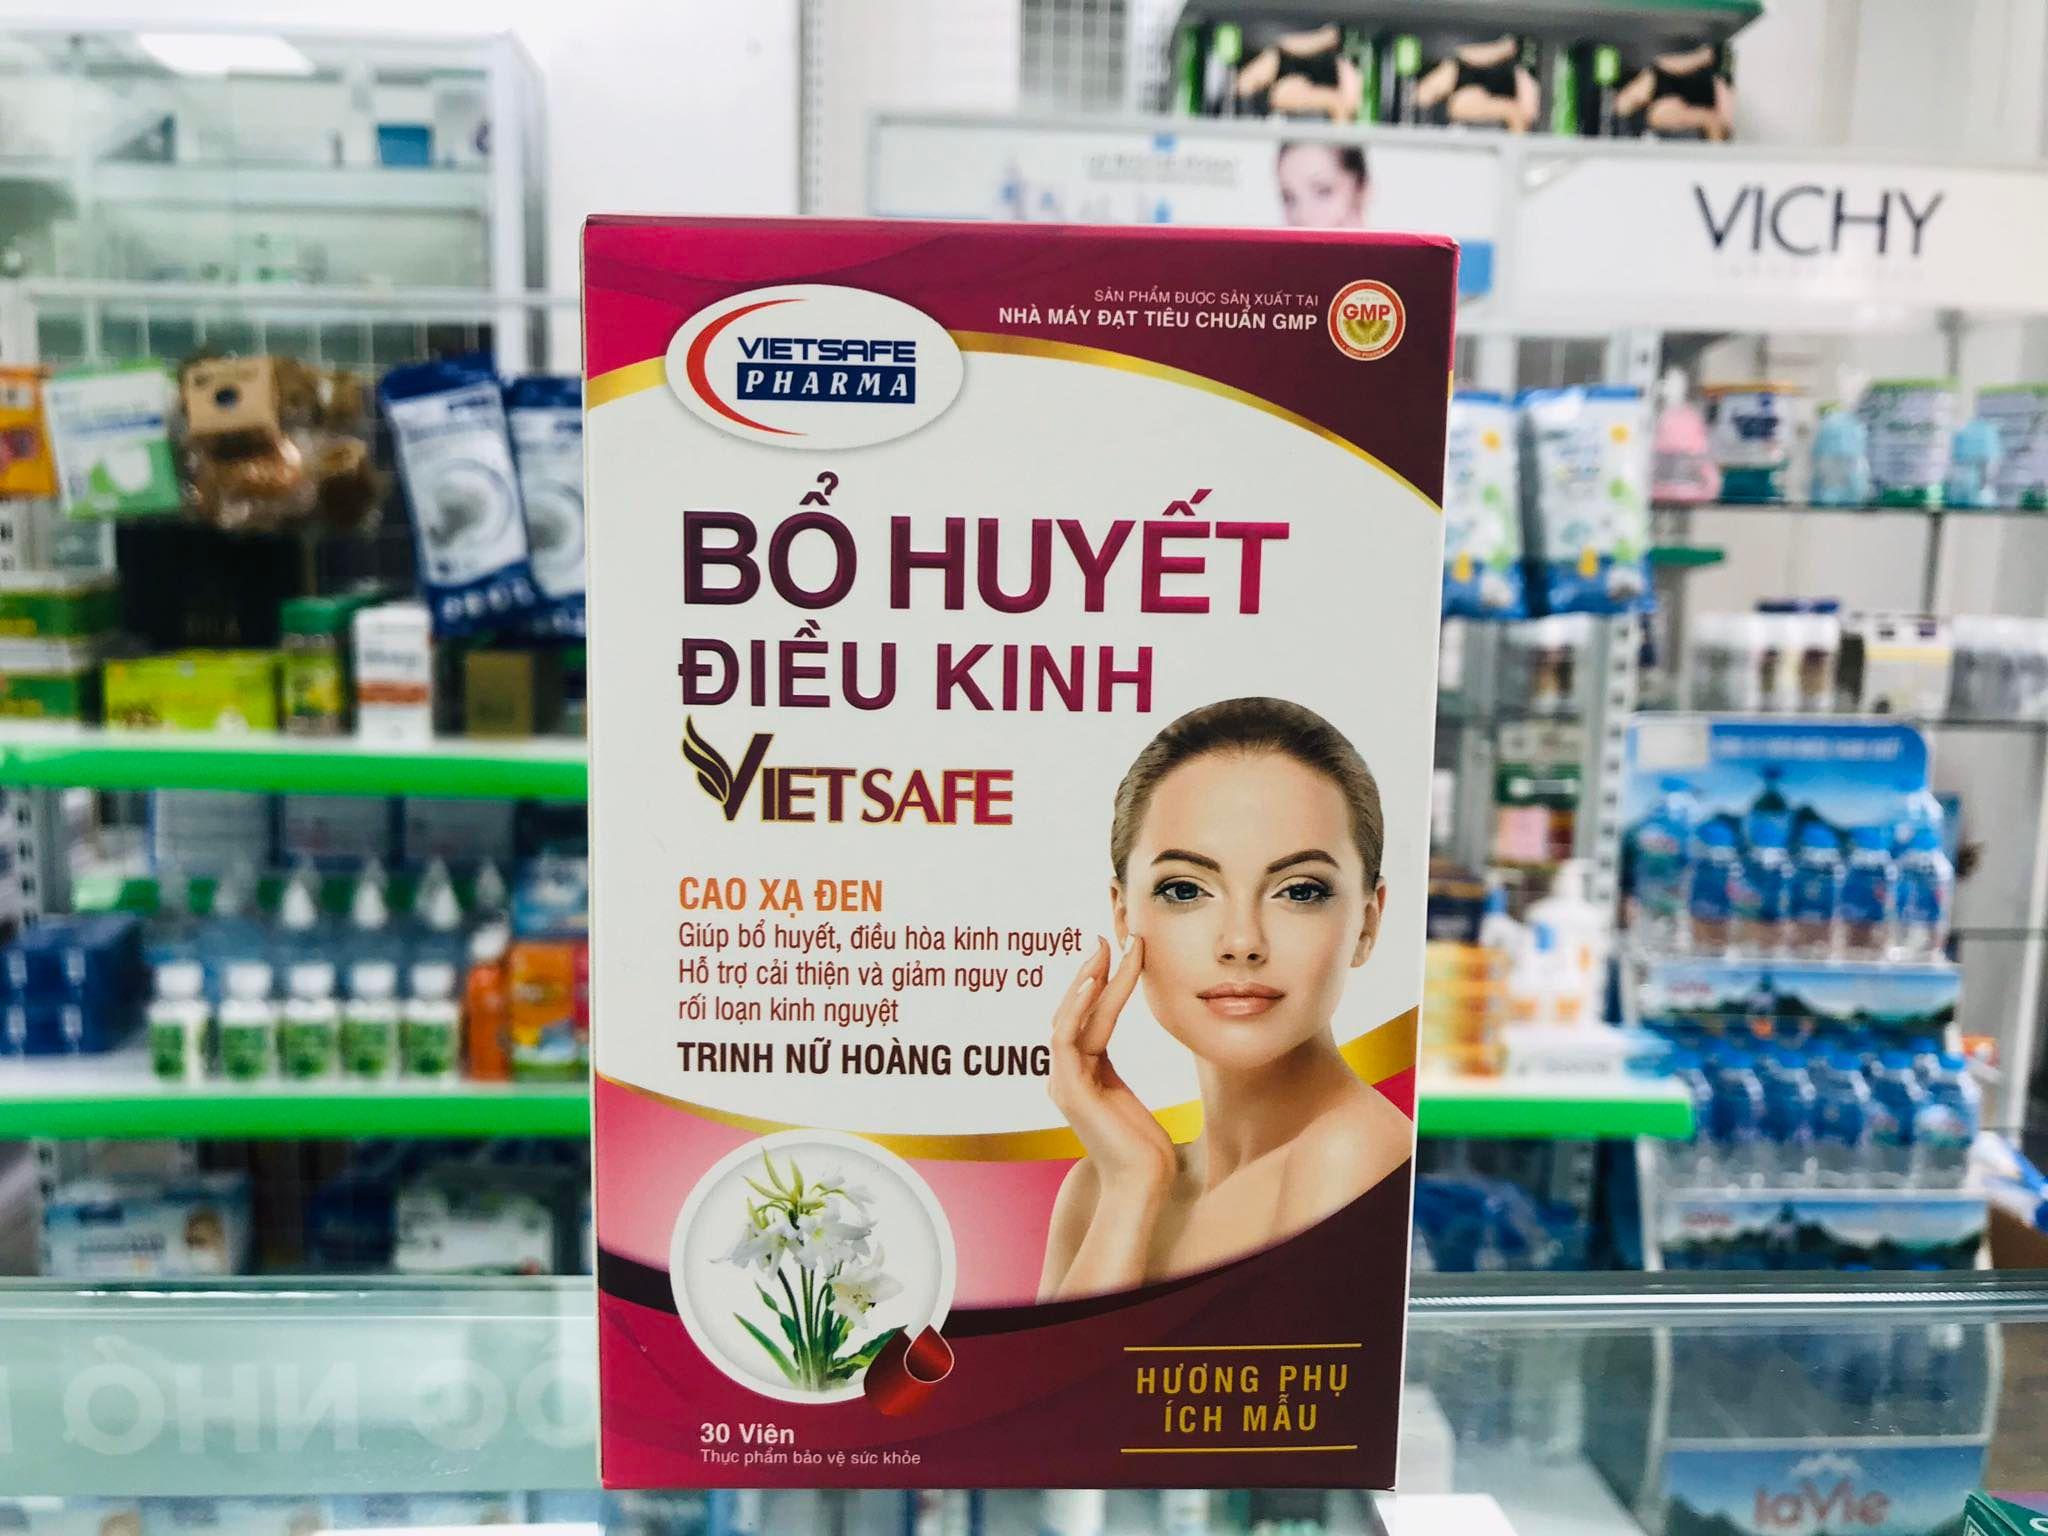 VICHY
SẢN PHẨM ĐƯỢC SẢN XUẤT TẠI
NHÀ MÁY ĐẠT TIÊU CHUẨN GMP
GMP
VIETSAFE
PHARMA
BỔ HUYẾT
ĐIỀU KINH
VIETSAFE
CAO XẠ ĐEN
Giúp bổ huyết, điều hòa kinh nguyệt
Hỗ trợ cải thiện và giảm nguy cơ
rối loạn kinh nguyệt
TRINH NỮ HOÀNG CUNG
HƯƠNG PHỤ
ÍCH MẪU
30 Viên
Thực phẩm bảo vệ sức khỏe
laVie